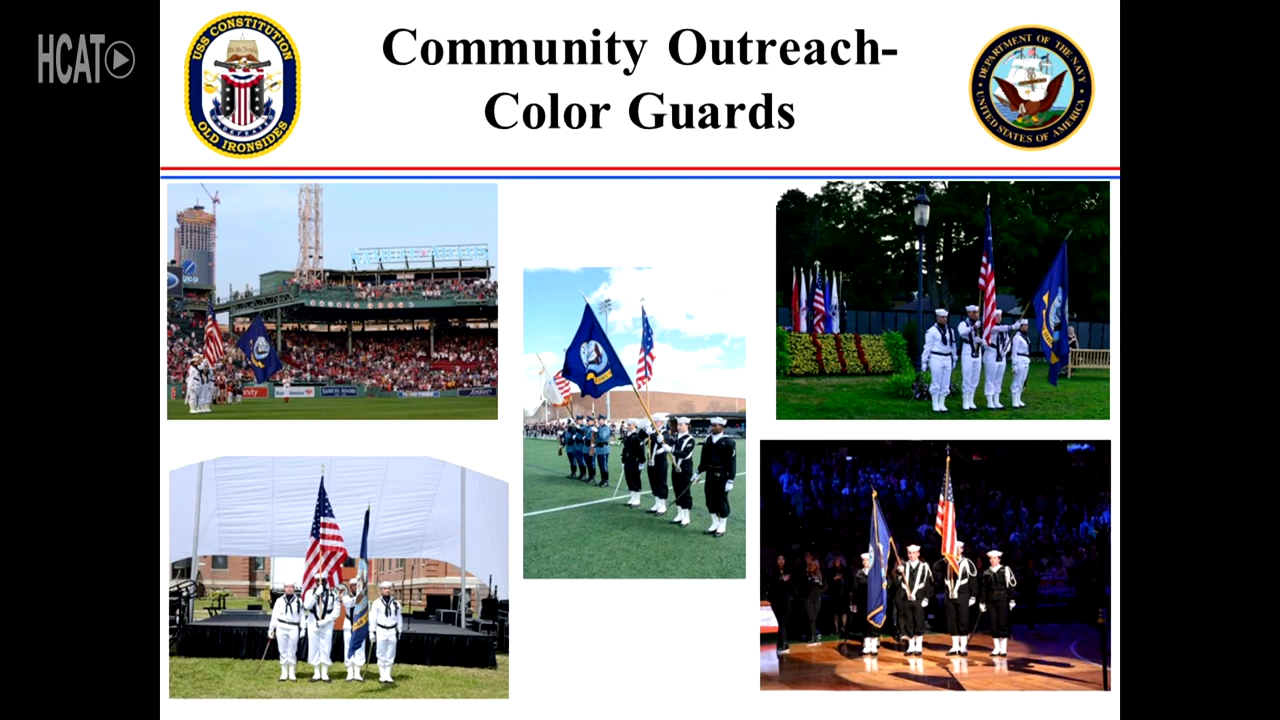 HCAT
USS CONSTITUTION
OLD IRONSIDES
Community Outreach-
Color Guards
DEPARTMENT OF THE NAVY
UNITED STATES OF AMERICA